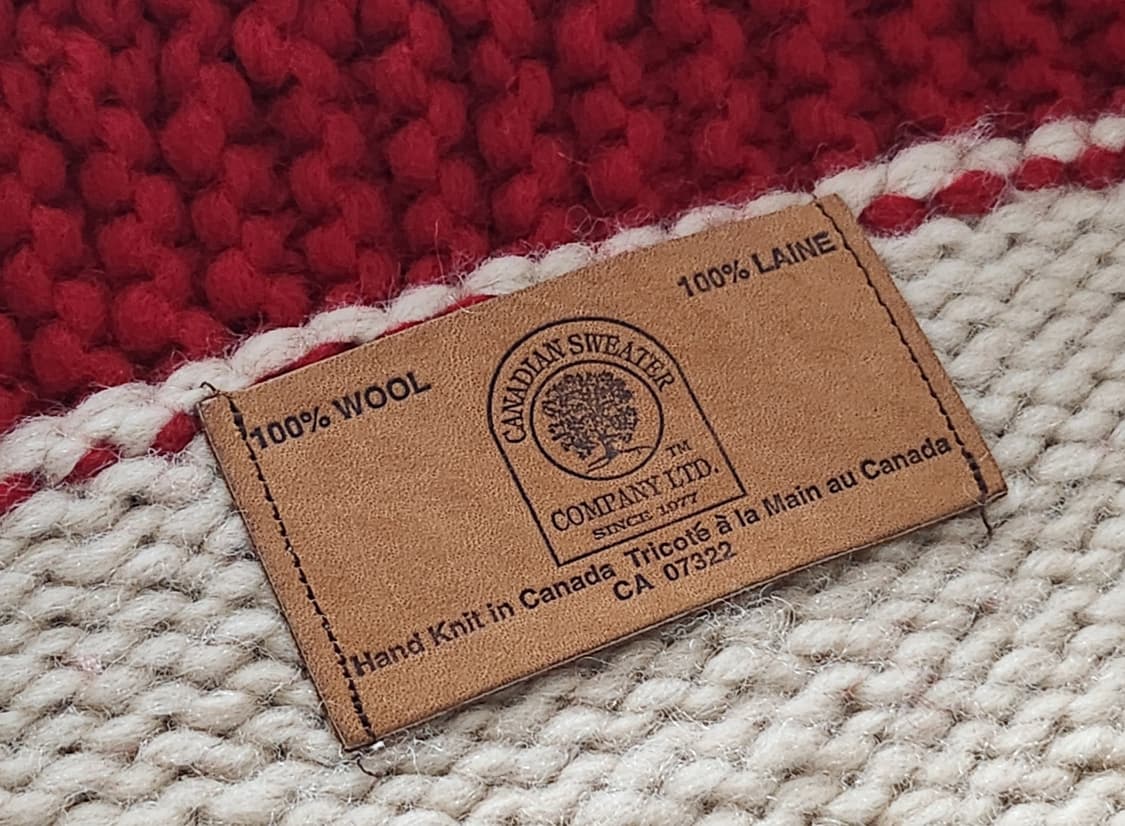 100% WOOL
100% LAINE
CANADIAN SWEATER
TM
COMPANY LTD.
SINCE 1977
Hand Knit in Canada Tricoté à la Main au Canada
CA 07322